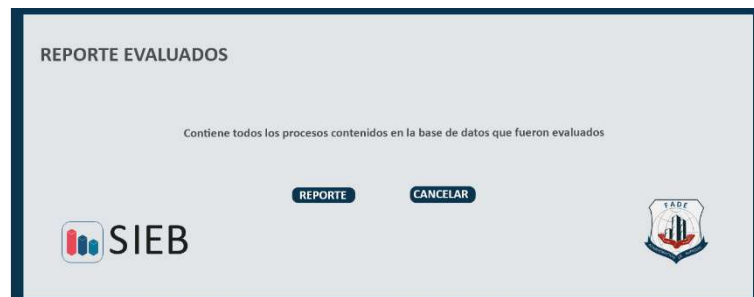 REPORTE EVALUADOS
Contiene todos los procesos contenidos en la base de datos que fueron evaluados
REPORTE CANCELAR
SIEB
FADE